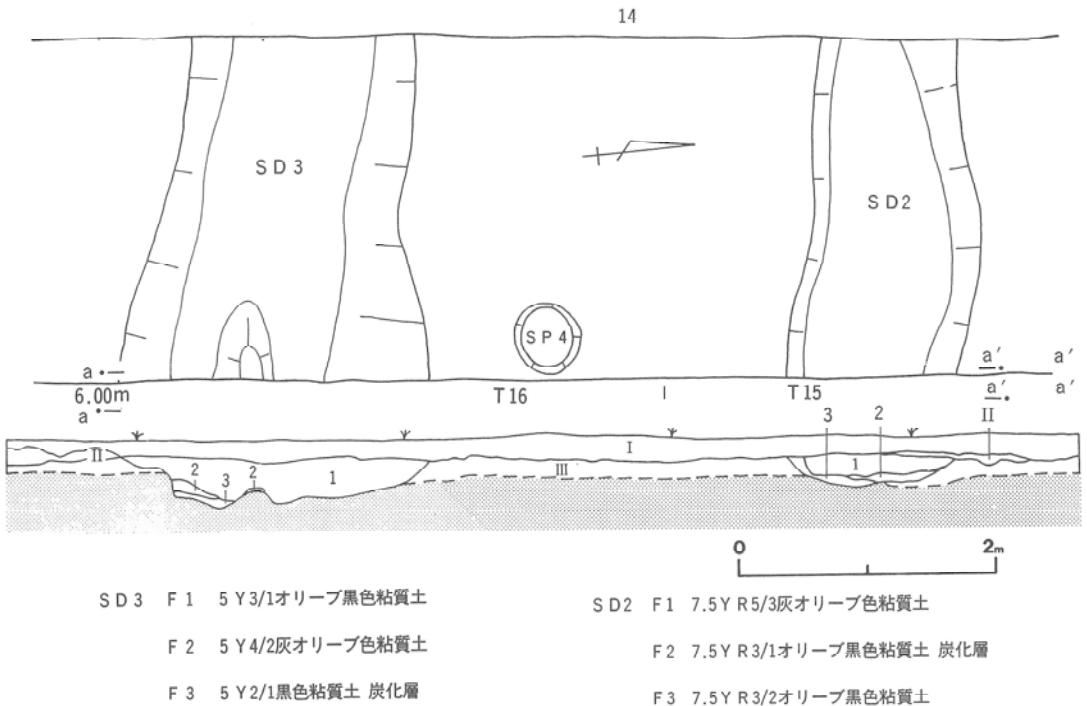 14
SD3
SD2
SP4
a
a′
a′
6.00m
T16
T15
a′
a′
a
3
2
II
II
I
1
2
3
2
1
III
0
2m
SD3 F1 5Y3/1オリーブ黒色粘質土
F2 5Y4/2灰オリーブ色粘質土
F3 5Y2/1黒色粘質土 炭化層
SD2 F1 7.5YR5/3灰オリーブ色粘質土
F2 7.5YR3/1オリーブ黒色粘質土 炭化層
F3 7.5YR3/2オリーブ黒色粘質土